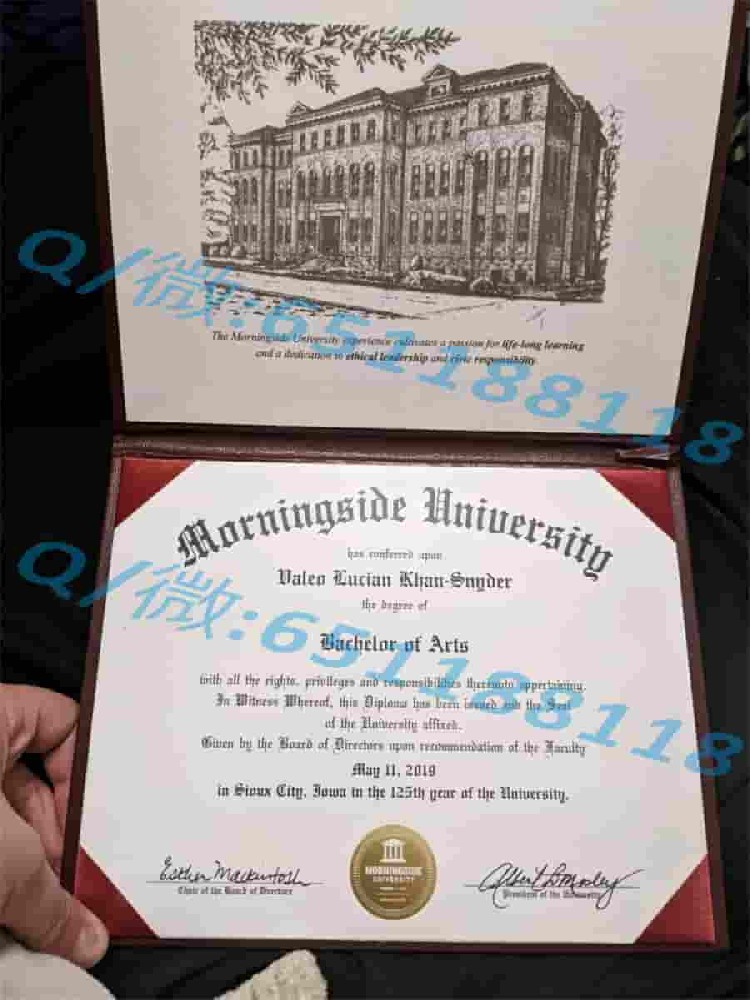 The Morningside University experience cultivates a passion for life-long learning
and a dedication to ethical leadership and civic responsibility.
Q/微:651188118
Morningside University
has conferred upon
Valeo Lucian Khan-Snyder
the degree of
Bachelor of Arts
Q/微:651188118
with all the rights, privileges and responsibilities thereunto appertaining.
In Witness Whereof, this Diploma has been issued and the Seal
of the University affixed.
Given by the Board of Directors upon recommendation of the Faculty
May 11, 2019
in Sioux City, Iowa in the 125th year of the University.
Esther Mackintosh
Chair of the Board of Directors
MORNINGSIDE
UNIVERSITY
President of the University